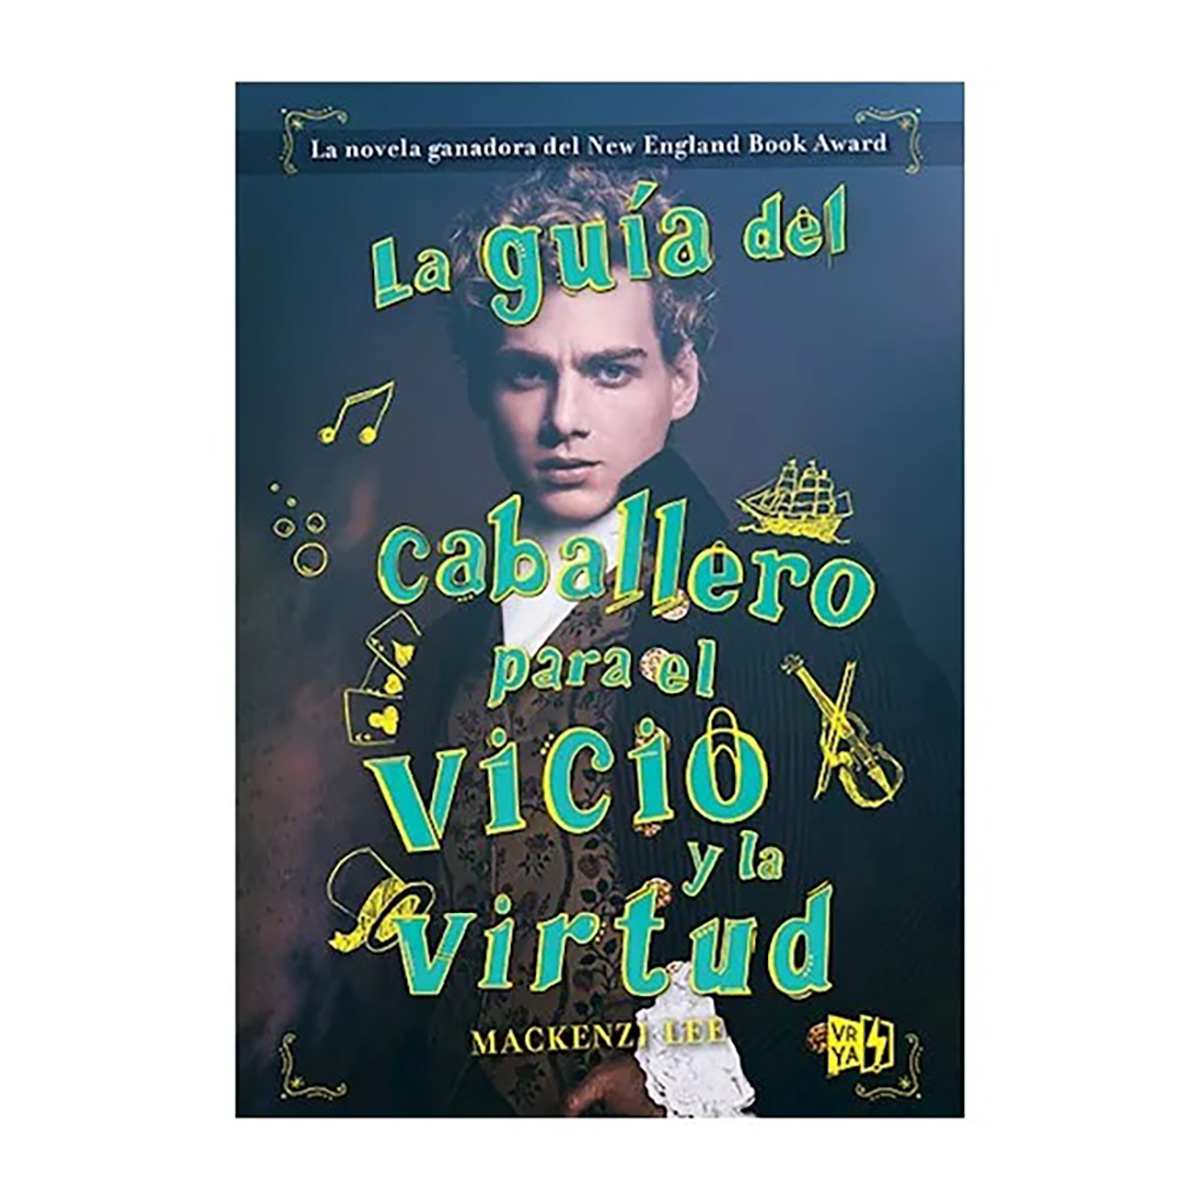 La novela ganadora del New England Book Award
La guía del
caballero
para el
vicio
y la
virtud
MACKENZI LEE
VR
YA